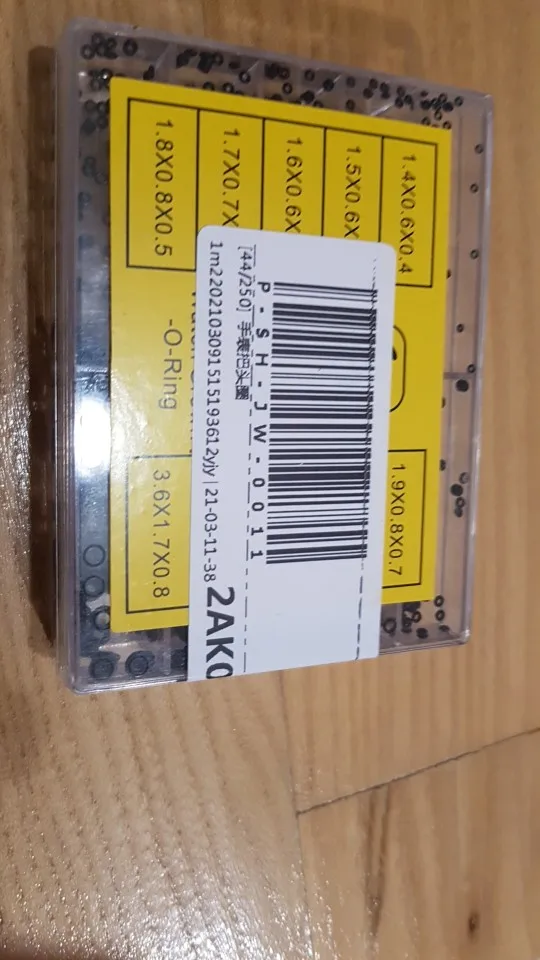 1.4X0.6X0.4
1.9X0.8X0.7
1.5X0.6X
1.6X0.6X
1.7X0.7X
1.8X0.8X0.5
-O-Ring
3.6X1.7X0.8
P-SH-JW-0011
[44/250] 手表把头圈
1m2202103091515193612yjy | 21-03-11-38 2AK0